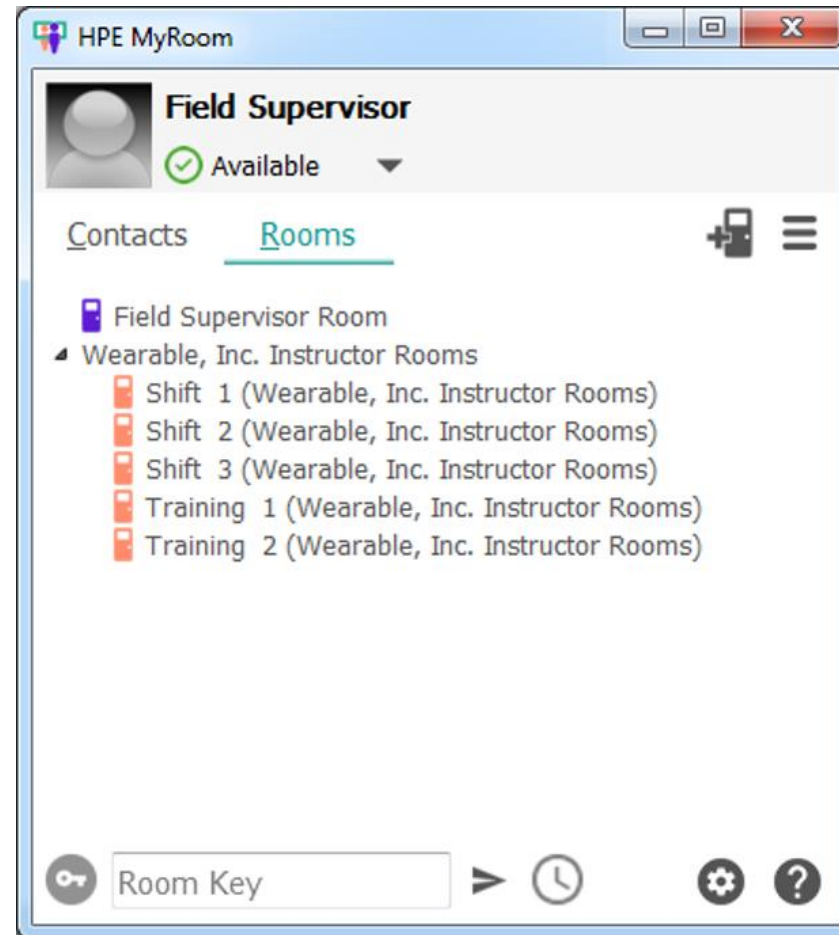 HPE MyRoom
Field Supervisor
Available
Contacts Rooms
Field Supervisor Room
Wearable, Inc. Instructor Rooms
Shift 1 (Wearable, Inc. Instructor Rooms)
Shift 2 (Wearable, Inc. Instructor Rooms)
Shift 3 (Wearable, Inc. Instructor Rooms)
Training 1 (Wearable, Inc. Instructor Rooms)
Training 2 (Wearable, Inc. Instructor Rooms)
Room Key